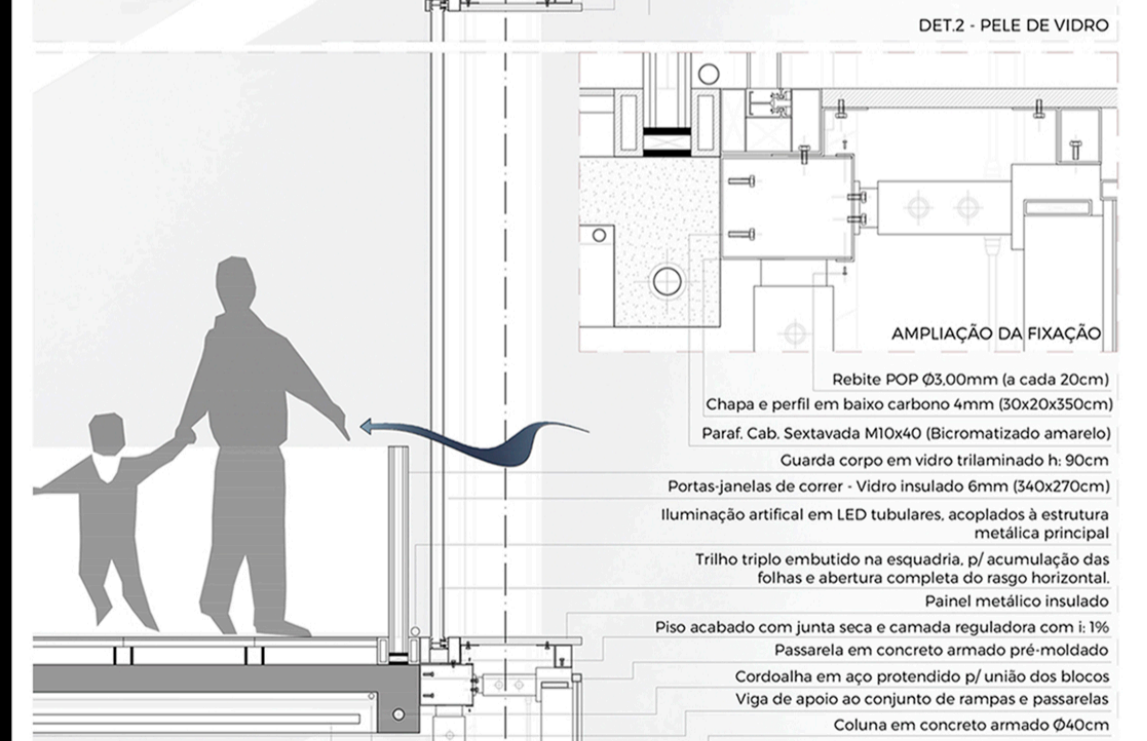 DET.2 - PELE DE VIDRO
AMPLIAÇÃO DA FIXAÇÃO
Rebite POP Ø3,00mm (a cada 20cm)
Chapa e perfil em baixo carbono 4mm (30x20x350cm)
Paraf. Cab. Sextavada M10x40 (Bicromatizado amarelo)
Guarda corpo em vidro trilaminado h: 90cm
Portas-janelas de correr - Vidro insulado 6mm (340x270cm)
Iluminação artifical em LED tubulares, acoplados à estrutura
metálica principal
Trilho triplo embutido na esquadria, p/ acumulação das
folhas e abertura completa do rasgo horizontal.
Painel metálico insulado
Piso acabado com junta seca e camada reguladora com i: 1%
Passarela em concreto armado pré-moldado
Cordoalha em aço protendido p/ união dos blocos
Viga de apoio ao conjunto de rampas e passarelas
Coluna em concreto armado Ø40cm